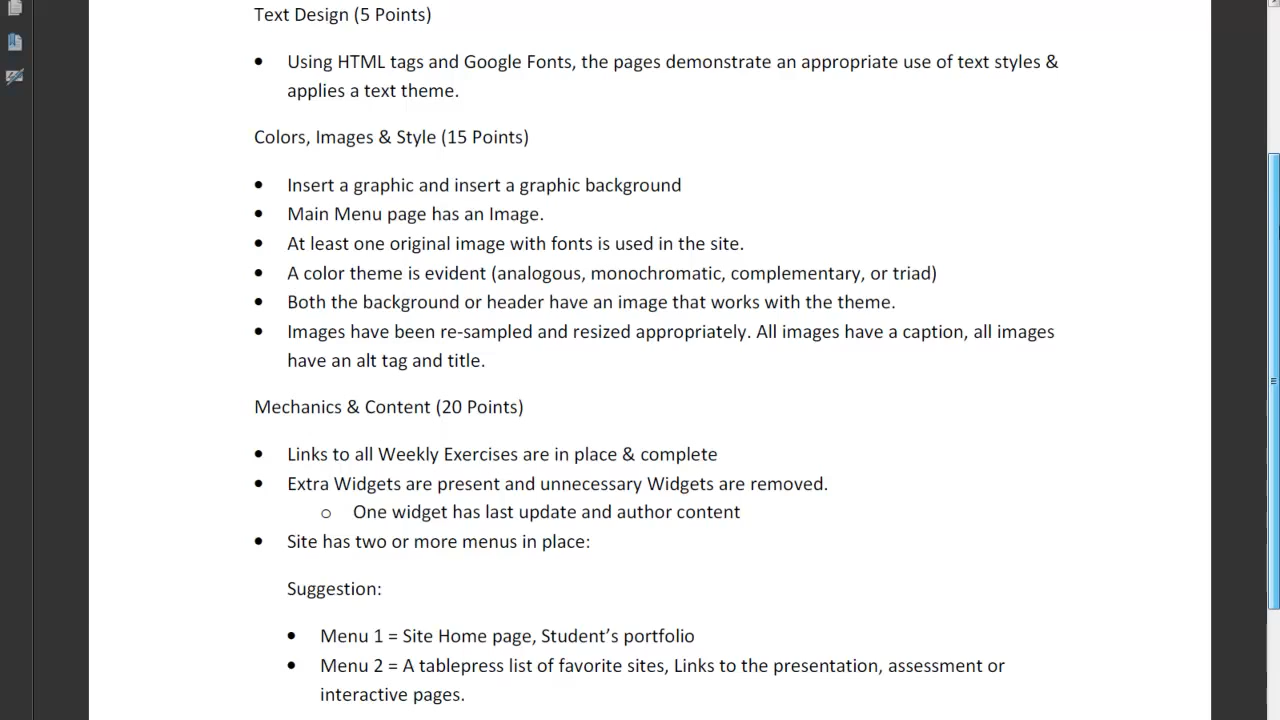 Text Design (5 Points)
• Using HTML tags and Google Fonts, the pages demonstrate an appropriate use of text styles &
applies a text theme.
Colors, Images & Style (15 Points)
• Insert a graphic and insert a graphic background
• Main Menu page has an Image.
• At least one original image with fonts is used in the site.
• A color theme is evident (analogous, monochromatic, complementary, or triad)
• Both the background or header have an image that works with the theme.
• Images have been re-sampled and resized appropriately. All images have a caption, all images
have an alt tag and title.
Mechanics & Content (20 Points)
• Links to all Weekly Exercises are in place & complete
• Extra Widgets are present and unnecessary Widgets are removed.
o One widget has last update and author content
• Site has two or more menus in place:
Suggestion:
• Menu 1 = Site Home page, Student’s portfolio
• Menu 2 = A tablepress list of favorite sites, Links to the presentation, assessment or
interactive pages.